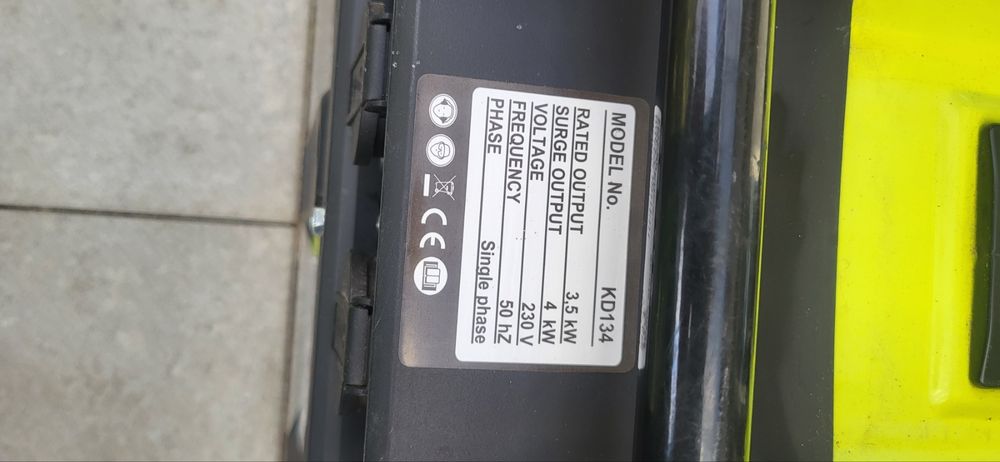 MODEL No. KD134
RATED OUTPUT 3,5 kW
SURGE OUTPUT 4 kW
VOLTAGE 230 V
FREQUENCY 50 hZ
PHASE Single phase
CE